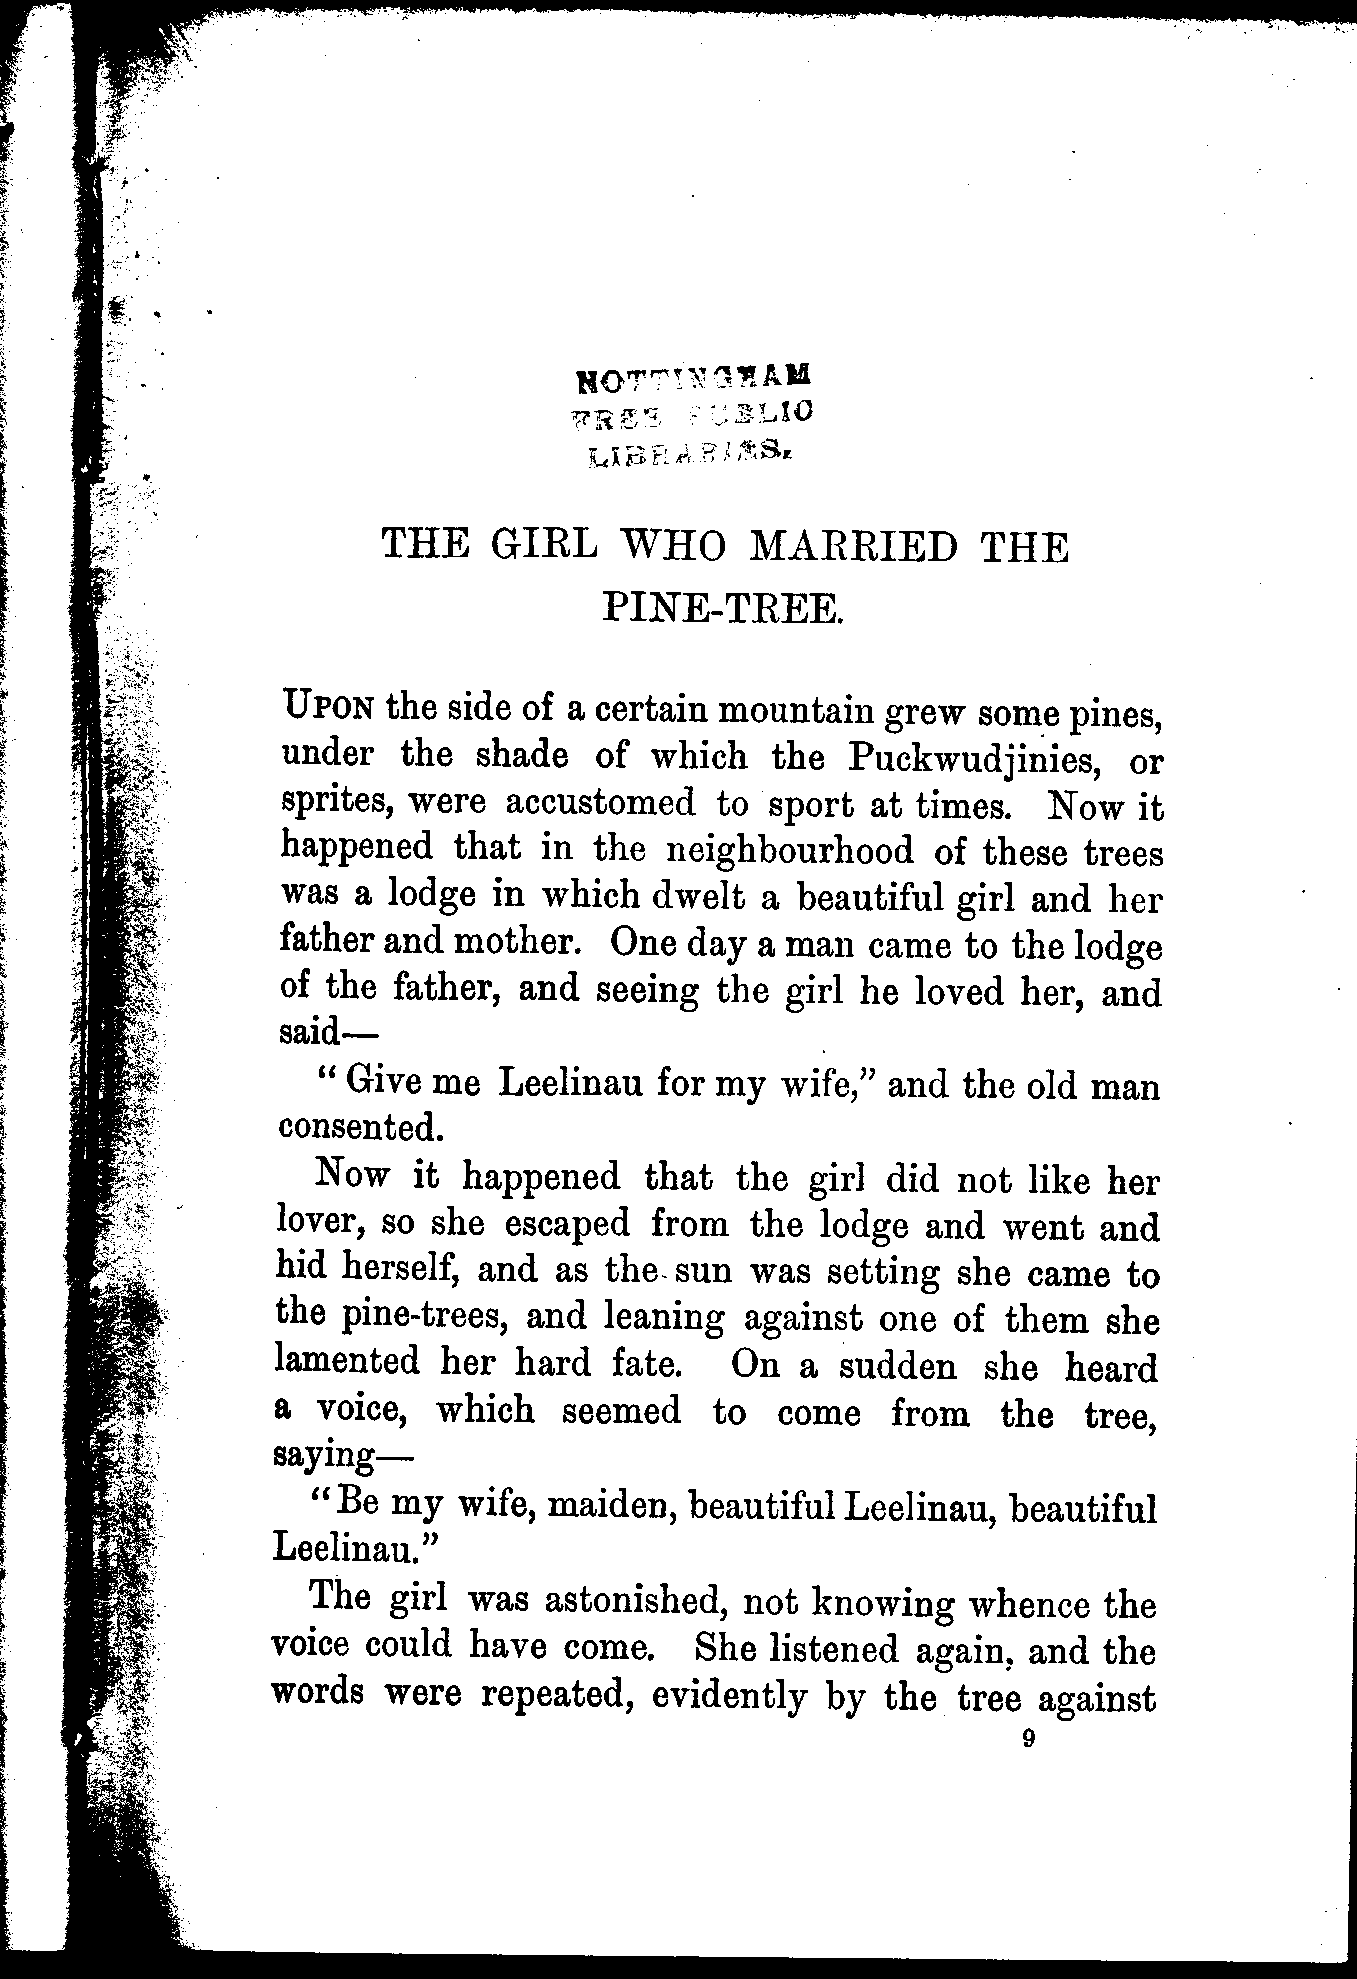 NOTTINGHAM
FREE PUBLIC
LIBRARIES.
THE GIRL WHO MARRIED THE
PINE-TREE.
UPON the side of a certain mountain grew some pines,
under the shade of which the Puckwudjinies, or
sprites, were accustomed to sport at times. Now it
happened that in the neighbourhood of these trees
was a lodge in which dwelt a beautiful girl and her
father and mother. One day a man came to the lodge
of the father, and seeing the girl he loved her, and
said—
“Give me Leelinau for my wife,” and the old man
consented.
Now it happened that the girl did not like her
lover, so she escaped from the lodge and went and
hid herself, and as the sun was setting she came to
the pine-trees, and leaning against one of them she
lamented her hard fate. On a sudden she heard
a voice, which seemed to come from the tree,
saying—
“Be my wife, maiden, beautiful Leelinau, beautiful
Leelinau.”
The girl was astonished, not knowing whence the
voice could have come. She listened again, and the
words were repeated, evidently by the tree against
9